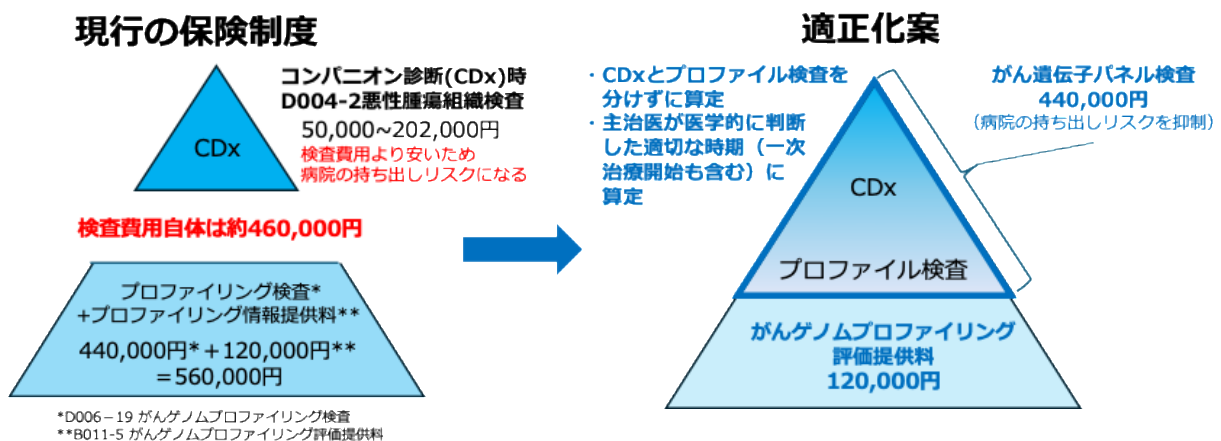 現行の保険制度
コンパニオン診断(CDx)時
D004-2悪性腫瘍組織検査
50,000~202,000円
検査費用より安いため
病院の持ち出しリスクになる
CDx
検査費用自体は約460,000円
プロファイリング検査*
+プロファイリング情報提供料**
440,000円*＋120,000円**
＝560,000円
*D006－19 がんゲノムプロファイリング検査
**B011-5 がんゲノムプロファイリング評価提供料
適正化案
・CDxとプロファイル検査を
分けずに算定
・主治医が医学的に判断
した適切な時期（一次
治療開始も含む）に
算定
がん遺伝子パネル検査
440,000円
（病院の持ち出しリスクを抑制）
CDx
プロファイル検査
がんゲノムプロファイリング
評価提供料
120,000円